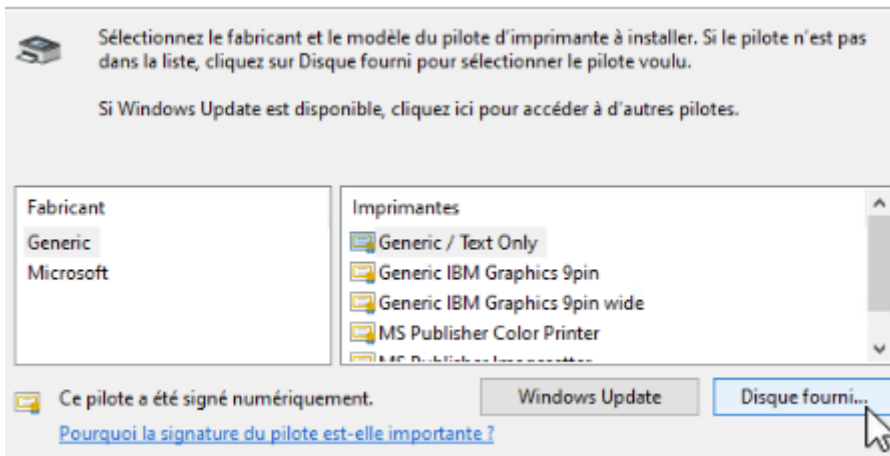 Sélectionnez le fabricant et le modèle du pilote d'imprimante à installer. Si le pilote n'est pas
dans la liste, cliquez sur Disque fourni pour sélectionner le pilote voulu.
Si Windows Update est disponible, cliquez ici pour accéder à d'autres pilotes.
Fabricant
Generic
Microsoft
Imprimantes
Generic / Text Only
Generic IBM Graphics 9pin
Generic IBM Graphics 9pin wide
MS Publisher Color Printer
MS Publisher Imagesetter
Ce pilote a été signé numériquement.
Windows Update
Disque fourni...
Pourquoi la signature du pilote est-elle importante ?